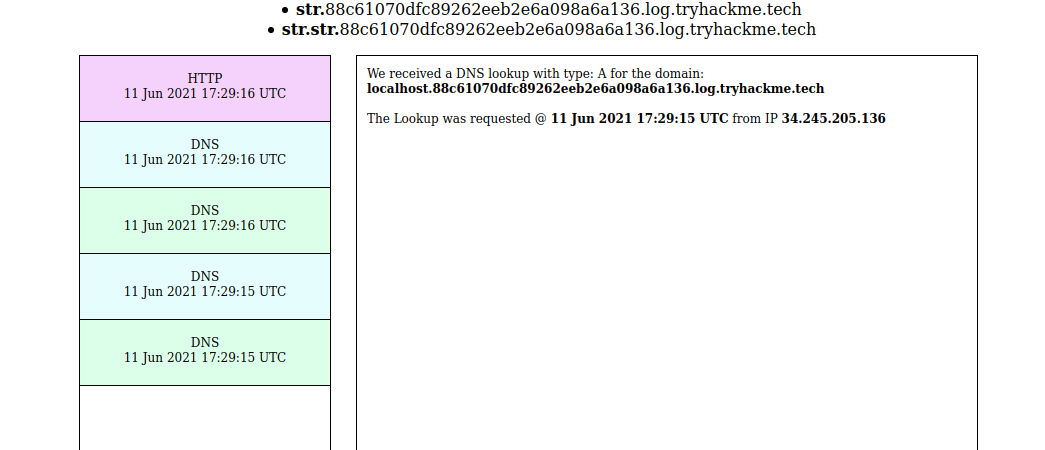 str.88c61070dfc89262eeb2e6a098a6a136.log.tryhackme.tech
str.str.88c61070dfc89262eeb2e6a098a6a136.log.tryhackme.tech
HTTP
11 Jun 2021 17:29:16 UTC
DNS
11 Jun 2021 17:29:16 UTC
DNS
11 Jun 2021 17:29:16 UTC
DNS
11 Jun 2021 17:29:15 UTC
DNS
11 Jun 2021 17:29:15 UTC
We received a DNS lookup with type: A for the domain:
localhost.88c61070dfc89262eeb2e6a098a6a136.log.tryhackme.tech
The Lookup was requested @ 11 Jun 2021 17:29:15 UTC from IP 34.245.205.136